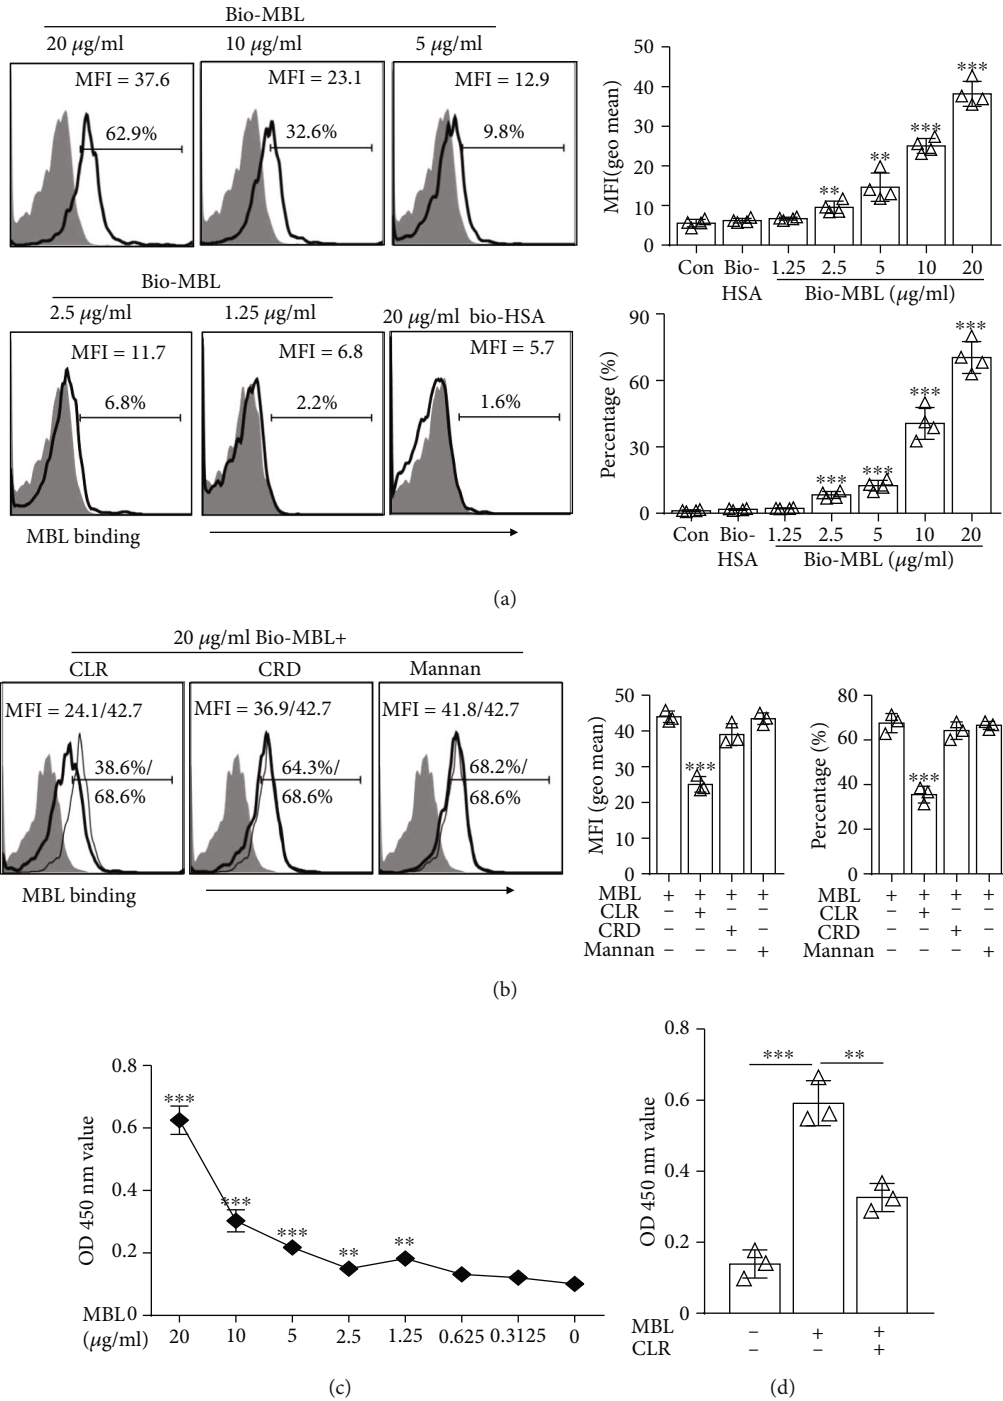 Bio-MBL
20 µg/ml 10 µg/ml 5 µg/ml
MFI = 37.6 MFI = 23.1 MFI = 12.9
62.9% 32.6% 9.8%
Bio-MBL
2.5 µg/ml 1.25 µg/ml 20 µg/ml bio-HSA
MFI = 11.7 MFI = 6.8 MFI = 5.7
6.8% 2.2% 1.6%
MBL binding
MFI(geo mean)
50
40
30
20
10
0
** ** *** ***
Con Bio-HSA 1.25 2.5 5 10 20
Bio-MBL (µg/ml)
Percentage (%)
90
60
30
0
*** *** *** ***
Con Bio-HSA 1.25 2.5 5 10 20
Bio-MBL (µg/ml)
(a)
20 µg/ml Bio-MBL+
CLR CRD Mannan
MFI = 24.1/42.7 MFI = 36.9/42.7 MFI = 41.8/42.7
38.6%/ 64.3%/ 68.2%/
68.6% 68.6% 68.6%
MBL binding
MFI (geo mean)
50
40
30
20
10
0
***
MBL + + + +
CLR − + − −
CRD − − + −
Mannan − − − +
Percentage (%)
80
60
40
20
0
***
MBL + + + +
CLR − + − −
CRD − − + −
Mannan − − − +
(b)
OD 450 nm value
0.8
0.6
0.4
0.2
0
*** *** *** ** **
MBL
(µg/ml) 20 10 5 2.5 1.25 0.625 0.3125 0
(c)
OD 450 nm value
0.8
0.6
0.4
0.2
0
*** **
MBL − + +
CLR − − +
(d)